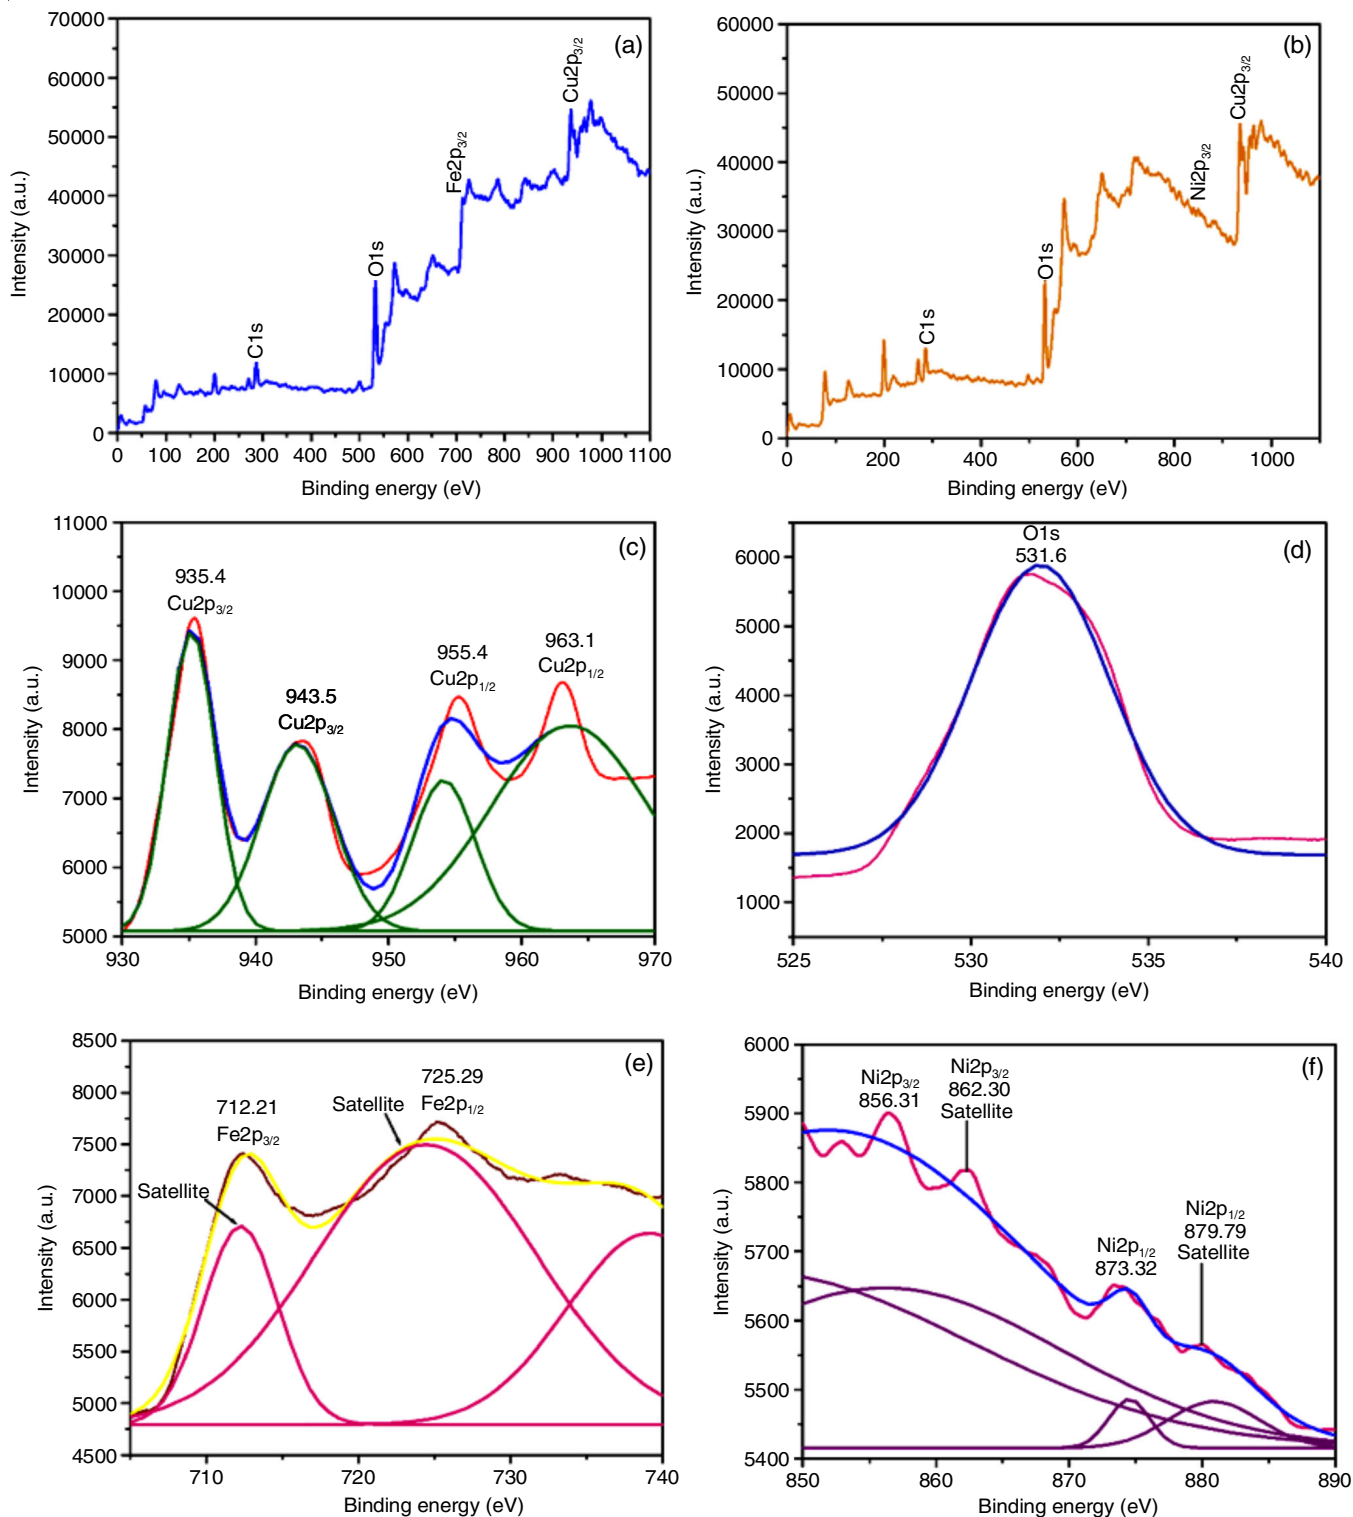 70000
60000
50000
40000
30000
20000
10000
0
Intensity (a.u.)
(a)
C1s
O1s
Fe2p3/2
Cu2p3/2
0 100 200 300 400 500 600 700 800 900 1000 1100
Binding energy (eV)
60000
50000
40000
30000
20000
10000
0
Intensity (a.u.)
(b)
C1s
O1s
Ni2p3/2
Cu2p3/2
0 200 400 600 800 1000
Binding energy (eV)
11000
10000
9000
8000
7000
6000
5000
Intensity (a.u.)
(c)
935.4
Cu2p3/2
943.5
Cu2p3/2
955.4
Cu2p1/2
963.1
Cu2p1/2
930 940 950 960 970
Binding energy (eV)
6000
5000
4000
3000
2000
1000
Intensity (a.u.)
(d)
O1s
531.6
525 530 535 540
Binding energy (eV)
8500
8000
7500
7000
6500
6000
5500
5000
4500
Intensity (a.u.)
(e)
712.21
Fe2p3/2
Satellite
Satellite
725.29
Fe2p1/2
710 720 730 740
Binding energy (eV)
6000
5900
5800
5700
5600
5500
5400
Intensity (a.u.)
(f)
Ni2p3/2
856.31
Ni2p3/2
862.30
Satellite
Ni2p1/2
873.32
Ni2p1/2
879.79
Satellite
850 860 870 880 890
Binding energy (eV)